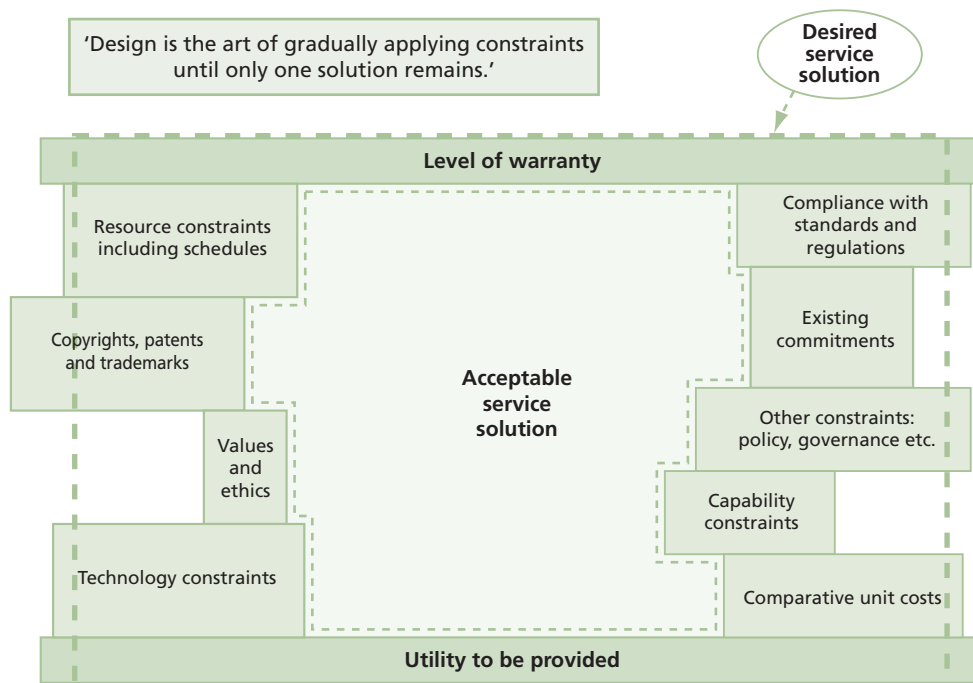 ‘Design is the art of gradually applying constraints
until only one solution remains.’
Desired
service
solution
Level of warranty
Resource constraints
including schedules
Compliance with
standards and
regulations
Copyrights, patents
and trademarks
Existing
commitments
Acceptable
service
solution
Values
and
ethics
Other constraints:
policy, governance etc.
Capability
constraints
Technology constraints
Comparative unit costs
Utility to be provided